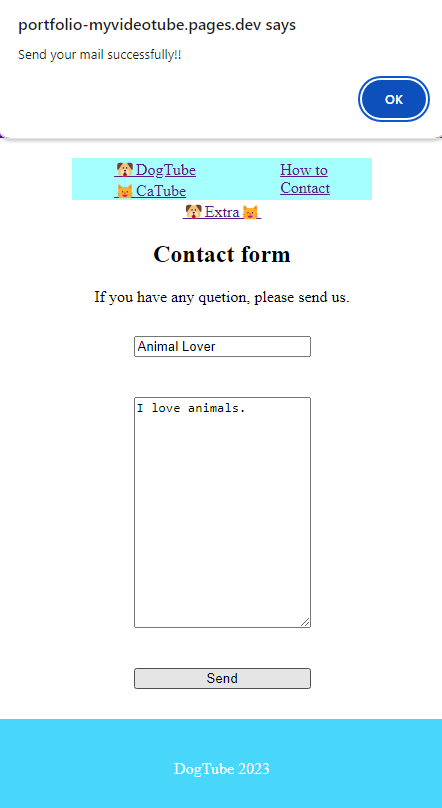 portfolio-myvideotube.pages.dev says
Send your mail successfully!!
OK
🐶DogTube
How to
🐱CaTube
Contact
🐶Extra🐱
Contact form
If you have any quetion, please send us.
Animal Lover
I love animals.
Send
DogTube 2023